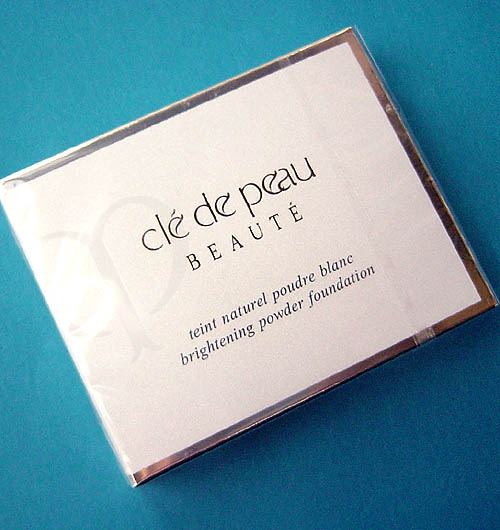 clé de peau
BEAUTÉ
teint naturel poudre blanc
brightening powder foundation